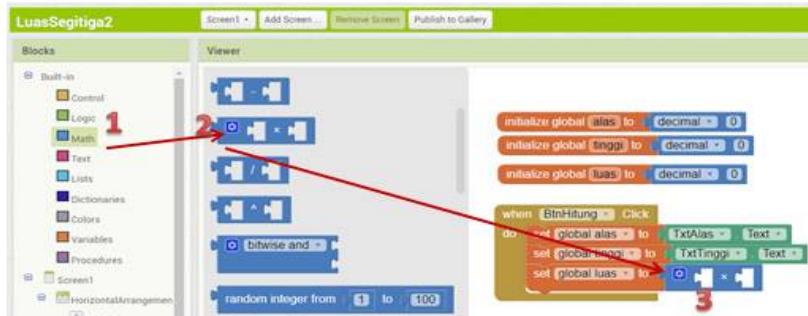 LuasSegitiga2
Screen1 Add Screen ... Remove Screen Publish to Gallery
Blocks
Viewer
Built-in
Control
Logic
Math
Text
Lists
Dictionaries
Colors
Variables
Procedures
Screen1
HorizontalArrangemen
1
2
-
×
/
^
bitwise and
random integer from 1 to 100
initialize global alas to decimal 0
initialize global tinggi to decimal 0
initialize global luas to decimal 0
when BtnHitung . Click
do set global alas to TxtAlas . Text
set global tinggi to TxtTinggi . Text
set global luas to ×
3